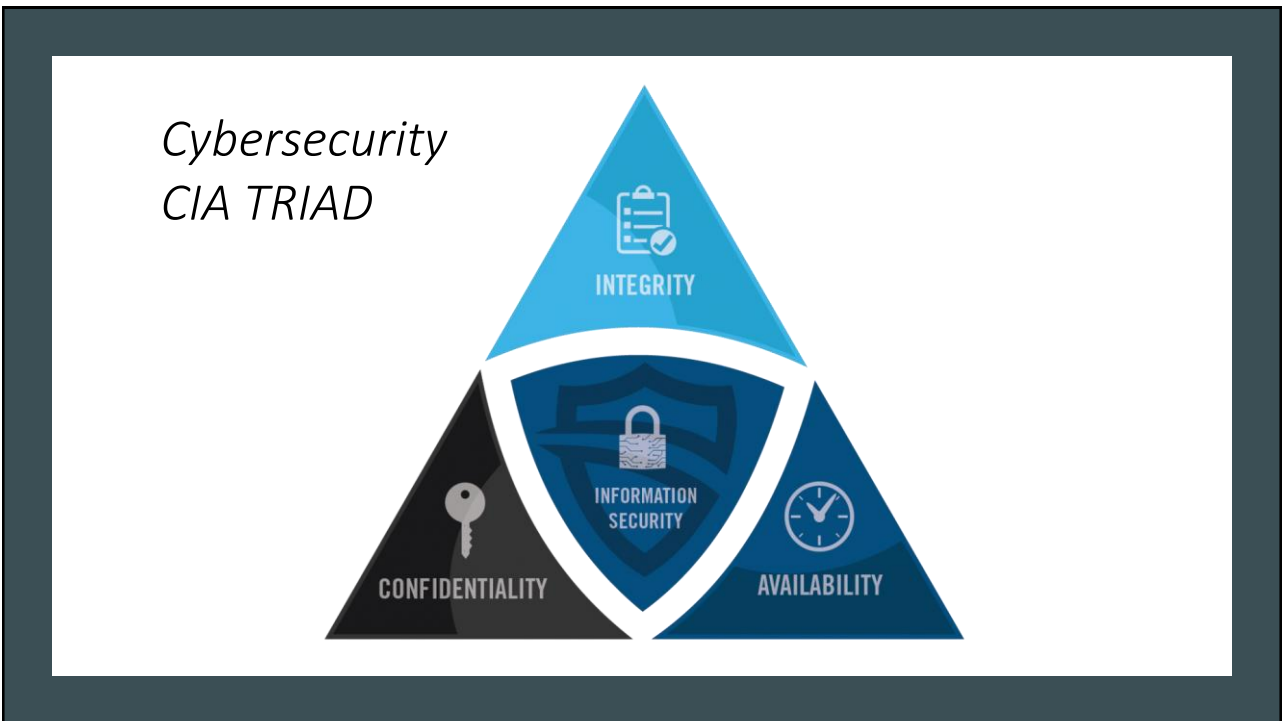 Cybersecurity
CIA TRIAD
INTEGRITY
INFORMATION
SECURITY
CONFIDENTIALITY
AVAILABILITY